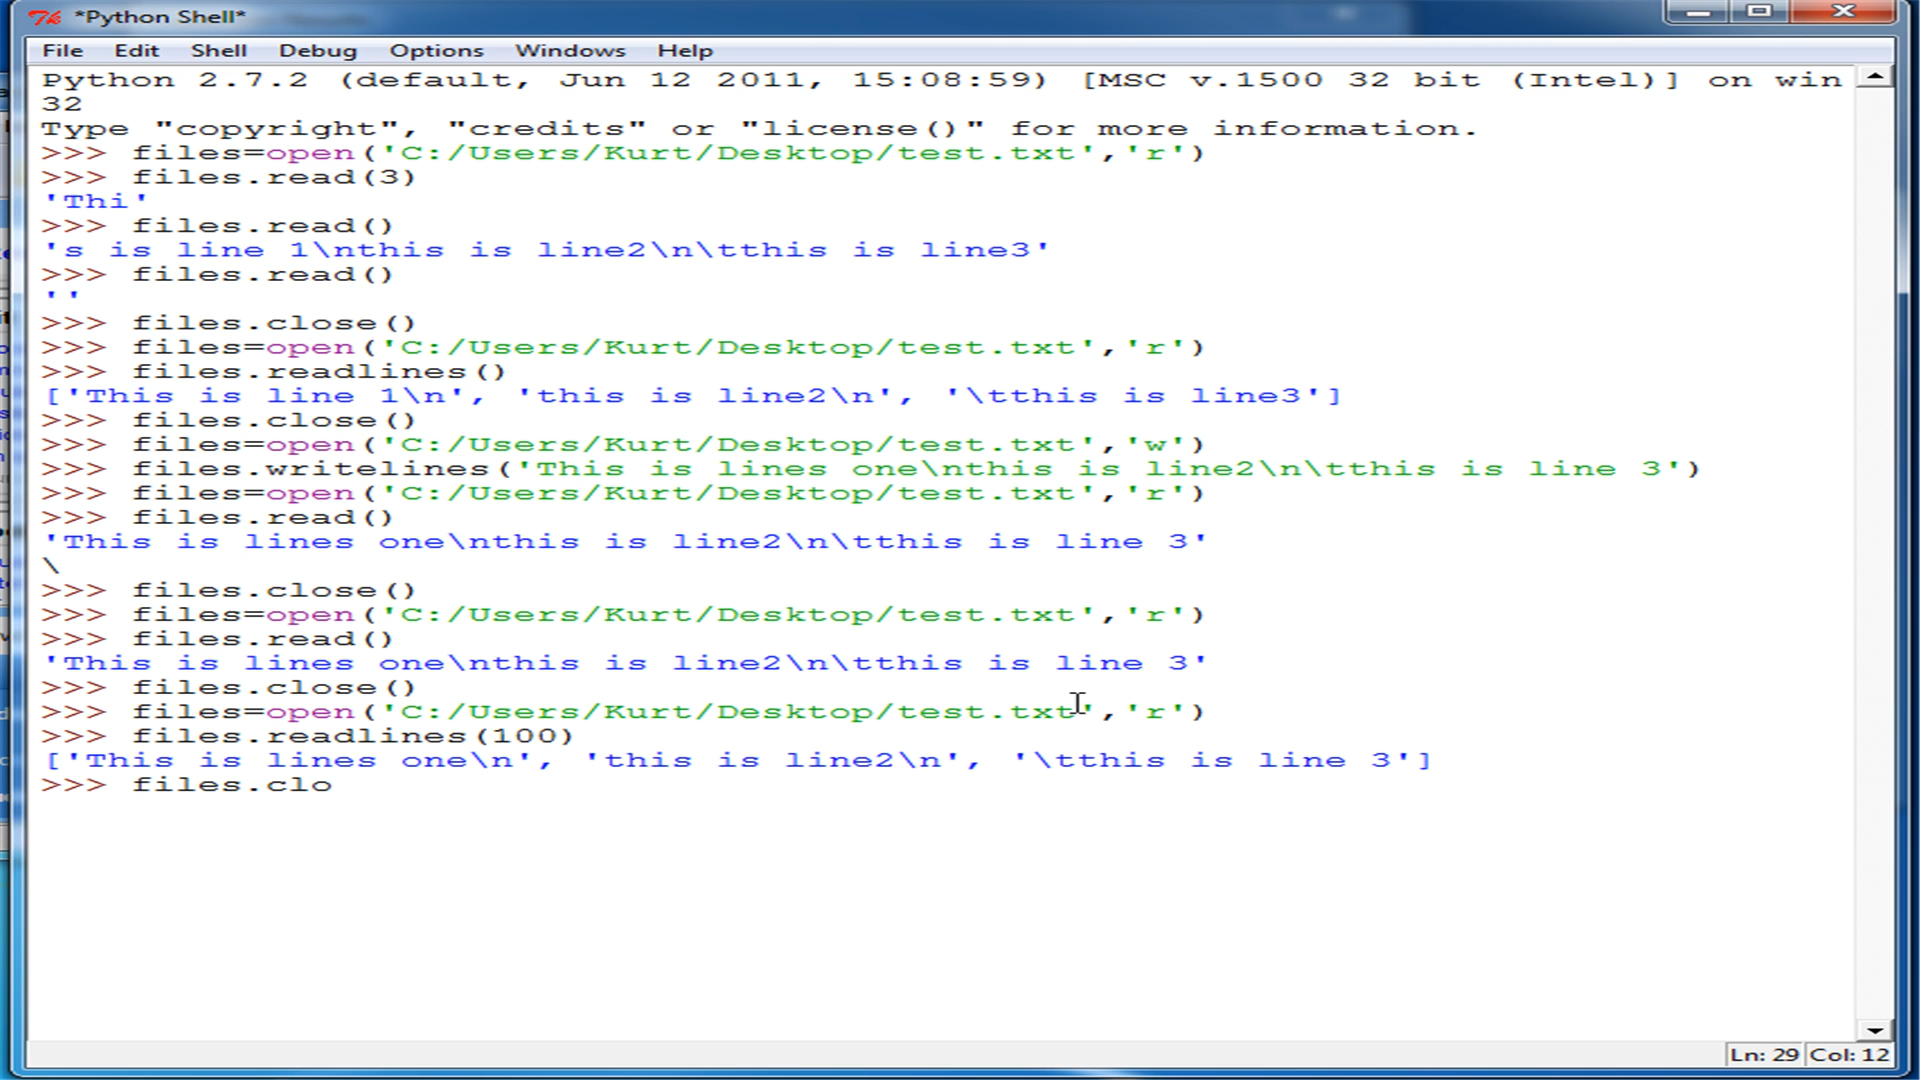 *Python Shell*
File Edit Shell Debug Options Windows Help
Python 2.7.2 (default, Jun 12 2011, 15:08:59) [MSC v.1500 32 bit (Intel)] on win
32
Type "copyright", "credits" or "license()" for more information.
>>> files=open('C:/Users/Kurt/Desktop/test.txt','r')
>>> files.read(3)
'Thi'
>>> files.read()
's is line 1\nthis is line2\n\tthis is line3'
>>> files.read()
''
>>> files.close()
>>> files=open('C:/Users/Kurt/Desktop/test.txt','r')
>>> files.readlines()
['This is line 1\n', 'this is line2\n', '\tthis is line3']
>>> files.close()
>>> files=open('C:/Users/Kurt/Desktop/test.txt','w')
>>> files.writelines('This is lines one\nthis is line2\n\tthis is line 3')
>>> files=open('C:/Users/Kurt/Desktop/test.txt','r')
>>> files.read()
'This is lines one\nthis is line2\n\tthis is line 3'
\
>>> files.close()
>>> files=open('C:/Users/Kurt/Desktop/test.txt','r')
>>> files.read()
'This is lines one\nthis is line2\n\tthis is line 3'
>>> files.close()
>>> files=open('C:/Users/Kurt/Desktop/test.txt','r')
>>> files.readlines(100)
['This is lines one\n', 'this is line2\n', '\tthis is line 3']
>>> files.clo
Ln: 29 Col: 12